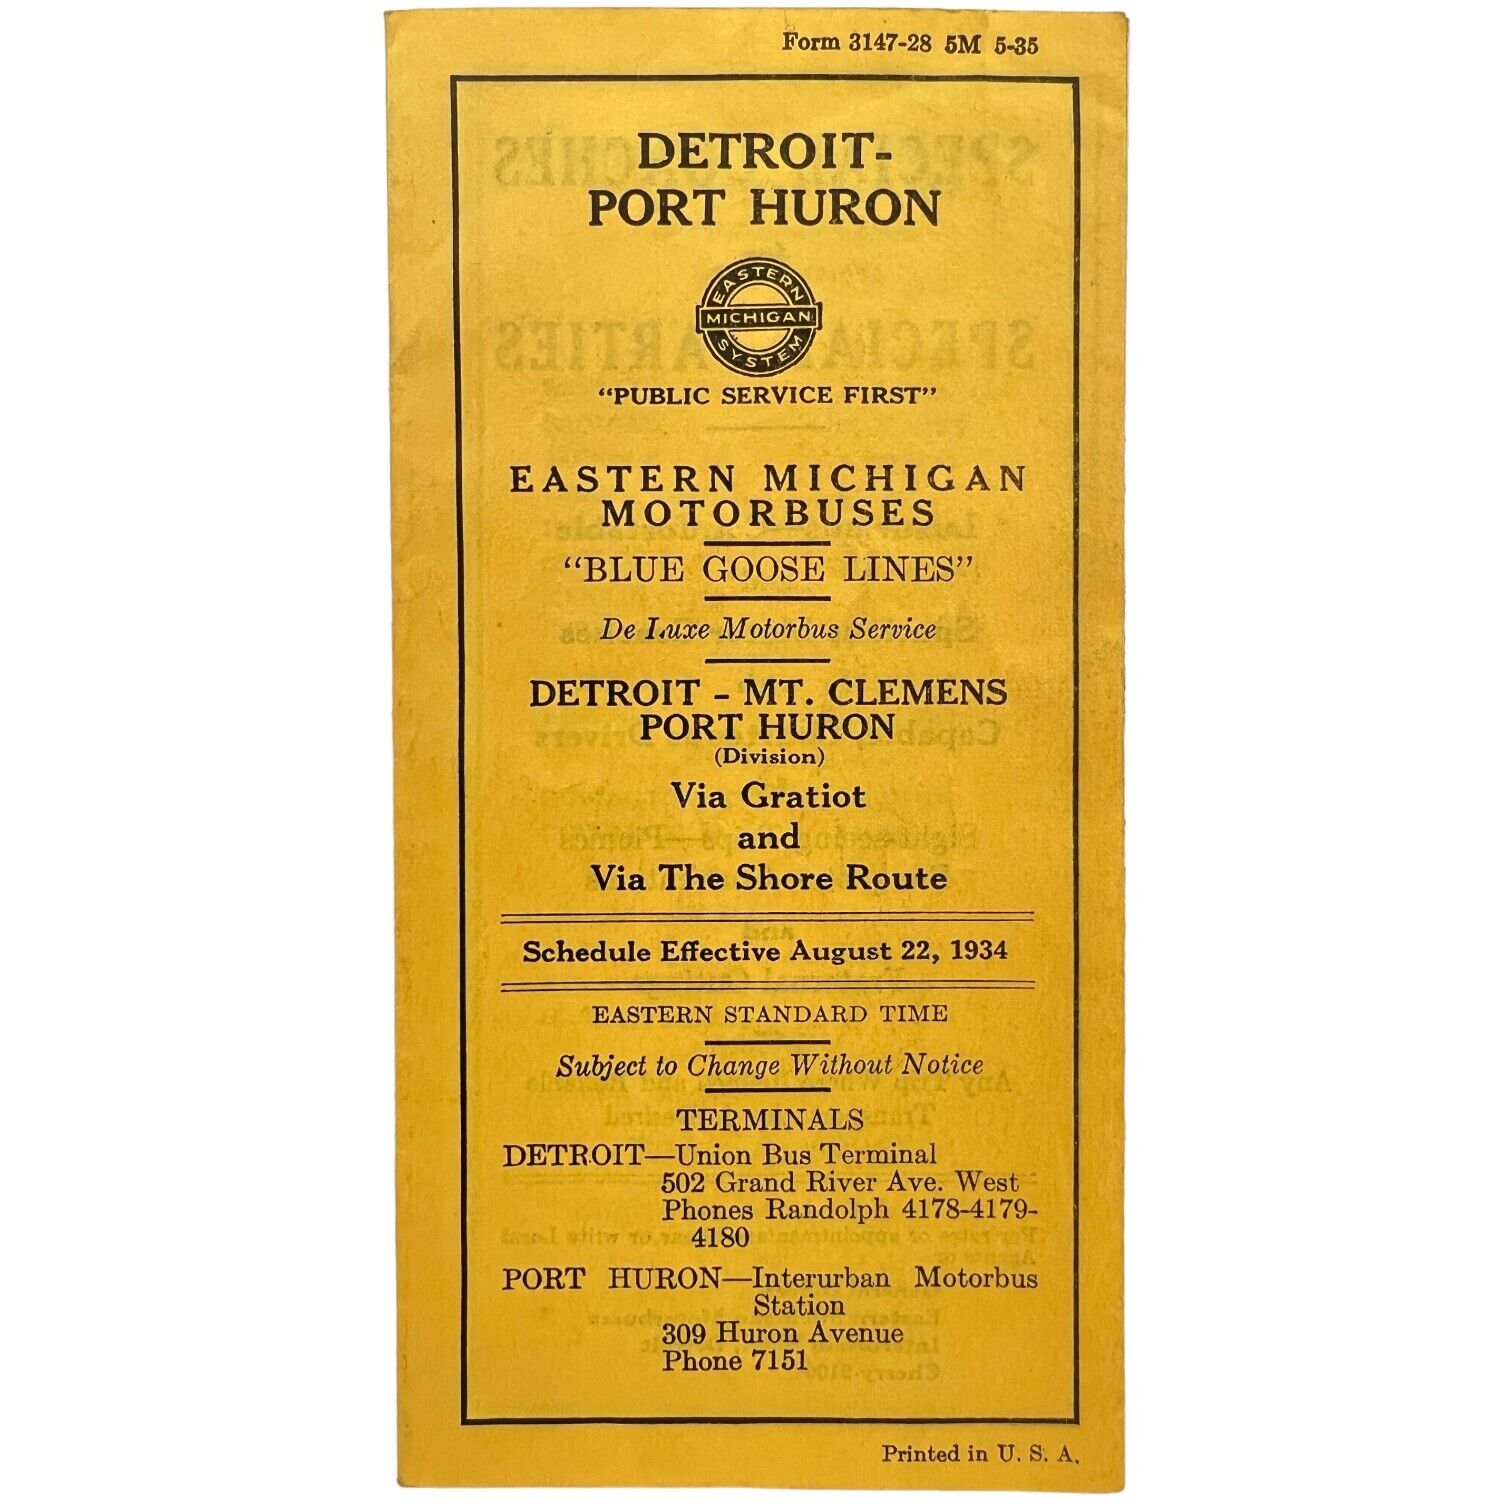 Form 3147-28 5M 5-35
DETROIT-
PORT HURON
EASTERN
MICHIGAN
SYSTEM
"PUBLIC SERVICE FIRST"
EASTERN MICHIGAN
MOTORBUSES
"BLUE GOOSE LINES"
De Luxe Motorbus Service
DETROIT - MT. CLEMENS
PORT HURON
(Division)
Via Gratiot
and
Via The Shore Route
Schedule Effective August 22, 1934
EASTERN STANDARD TIME
Subject to Change Without Notice
TERMINALS
DETROIT—Union Bus Terminal
502 Grand River Ave. West
Phones Randolph 4178-4179-
4180
PORT HURON—Interurban Motorbus
Station
309 Huron Avenue
Phone 7151
Printed in U. S. A.